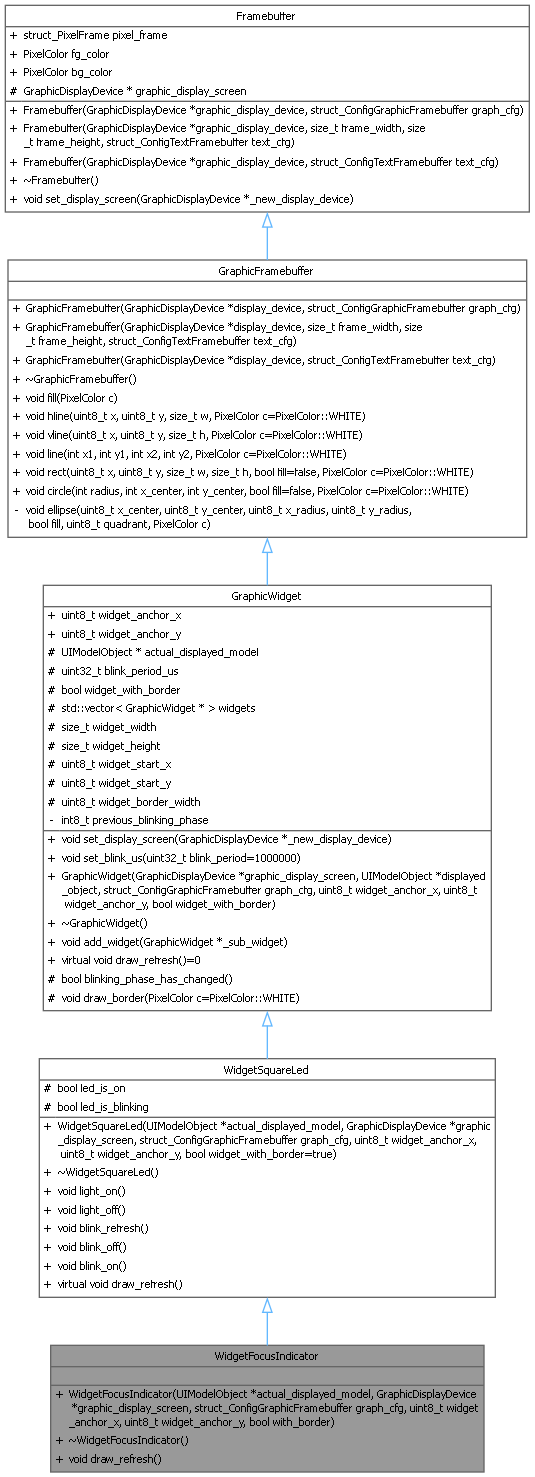 Framebuffer
+ struct_PixelFrame pixel_frame
+ PixelColor fg_color
+ PixelColor bg_color
# GraphicDisplayDevice * graphic_display_screen
+ Framebuffer(GraphicDisplayDevice *graphic_display_device, struct_ConfigGraphicFramebuffer graph_cfg)
+ Framebuffer(GraphicDisplayDevice *graphic_display_device, size_t frame_width, size
_t frame_height, struct_ConfigTextFramebuffer text_cfg)
+ Framebuffer(GraphicDisplayDevice *graphic_display_device, struct_ConfigTextFramebuffer text_cfg)
+ ~Framebuffer()
+ void set_display_screen(GraphicDisplayDevice *_new_display_device)
GraphicFramebuffer
+ GraphicFramebuffer(GraphicDisplayDevice *display_device, struct_ConfigGraphicFramebuffer graph_cfg)
+ GraphicFramebuffer(GraphicDisplayDevice *display_device, size_t frame_width, size
_t frame_height, struct_ConfigTextFramebuffer text_cfg)
+ GraphicFramebuffer(GraphicDisplayDevice *display_device, struct_ConfigTextFramebuffer text_cfg)
+ ~GraphicFramebuffer()
+ void fill(PixelColor c)
+ void hline(uint8_t x, uint8_t y, size_t w, PixelColor c=PixelColor::WHITE)
+ void vline(uint8_t x, uint8_t y, size_t h, PixelColor c=PixelColor::WHITE)
+ void line(int x1, int y1, int x2, int y2, PixelColor c=PixelColor::WHITE)
+ void rect(uint8_t x, uint8_t y, size_t w, size_t h, bool fill=false, PixelColor c=PixelColor::WHITE)
+ void circle(int radius, int x_center, int y_center, bool fill=false, PixelColor c=PixelColor::WHITE)
- void ellipse(uint8_t x_center, uint8_t y_center, uint8_t x_radius, uint8_t y_radius,
bool fill, uint8_t quadrant, PixelColor c)
GraphicWidget
+ uint8_t widget_anchor_x
+ uint8_t widget_anchor_y
# UIModelObject * actual_displayed_model
# uint32_t blink_period_us
# bool widget_with_border
# std::vector< GraphicWidget * > widgets
# size_t widget_width
# size_t widget_height
# uint8_t widget_start_x
# uint8_t widget_start_y
# uint8_t widget_border_width
- int8_t previous_blinking_phase
+ void set_display_screen(GraphicDisplayDevice *_new_display_device)
+ void set_blink_us(uint32_t blink_period=1000000)
+ GraphicWidget(GraphicDisplayDevice *graphic_display_screen, UIModelObject *displayed
_object, struct_ConfigGraphicFramebuffer graph_cfg, uint8_t widget_anchor_x, uint8_t
widget_anchor_y, bool widget_with_border)
+ ~GraphicWidget()
+ void add_widget(GraphicWidget *_sub_widget)
+ virtual void draw_refresh()=0
# bool blinking_phase_has_changed()
# void draw_border(PixelColor c=PixelColor::WHITE)
WidgetSquareLed
# bool led_is_on
# bool led_is_blinking
+ WidgetSquareLed(UIModelObject *actual_displayed_model, GraphicDisplayDevice *graphic
_display_screen, struct_ConfigGraphicFramebuffer graph_cfg, uint8_t widget_anchor_x,
uint8_t widget_anchor_y, bool widget_with_border=true)
+ ~WidgetSquareLed()
+ void light_on()
+ void light_off()
+ void blink_refresh()
+ void blink_off()
+ void blink_on()
+ virtual void draw_refresh()
WidgetFocusIndicator
+ WidgetFocusIndicator(UIModelObject *actual_displayed_model, GraphicDisplayDevice
*graphic_display_screen, struct_ConfigGraphicFramebuffer graph_cfg, uint8_t widget
_anchor_x, uint8_t widget_anchor_y, bool with_border)
+ ~WidgetFocusIndicator()
+ void draw_refresh()